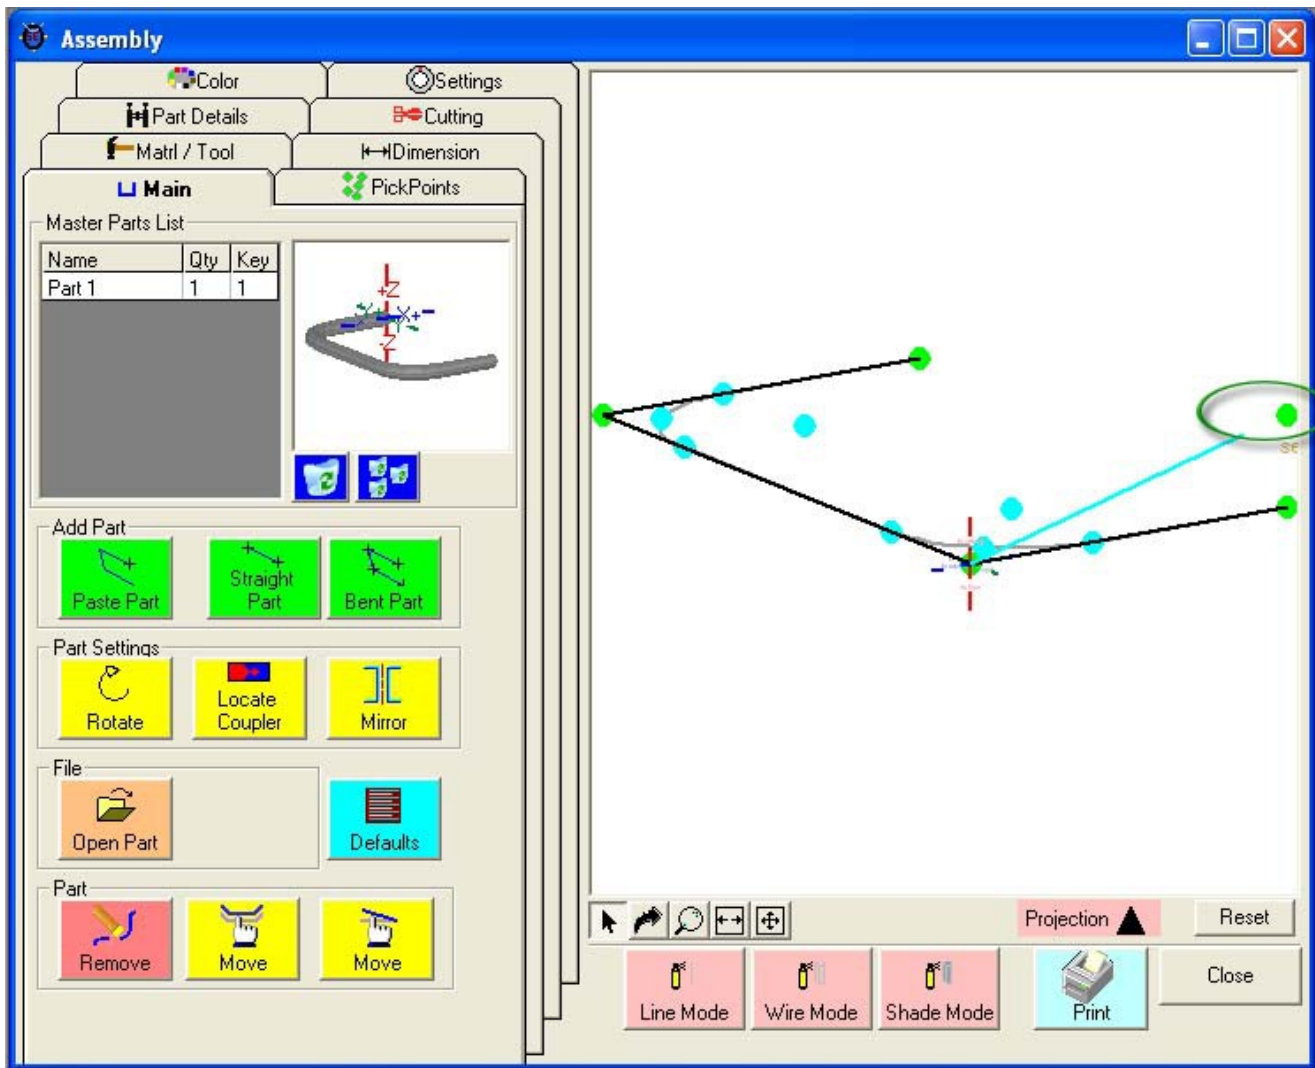 Assembly
Color
Settings
Part Details
Cutting
Matrl / Tool
Dimension
Main
PickPoints
Master Parts List
Name Qty Key
Part 1 1 1
+Z
X+
-Z
Add Part
Paste Part
Straight
Part
Bent Part
Part Settings
Rotate
Locate
Coupler
Mirror
File
Open Part
Defaults
Part
Remove
Move
Move
Projection
Reset
Line Mode
Wire Mode
Shade Mode
Print
Close